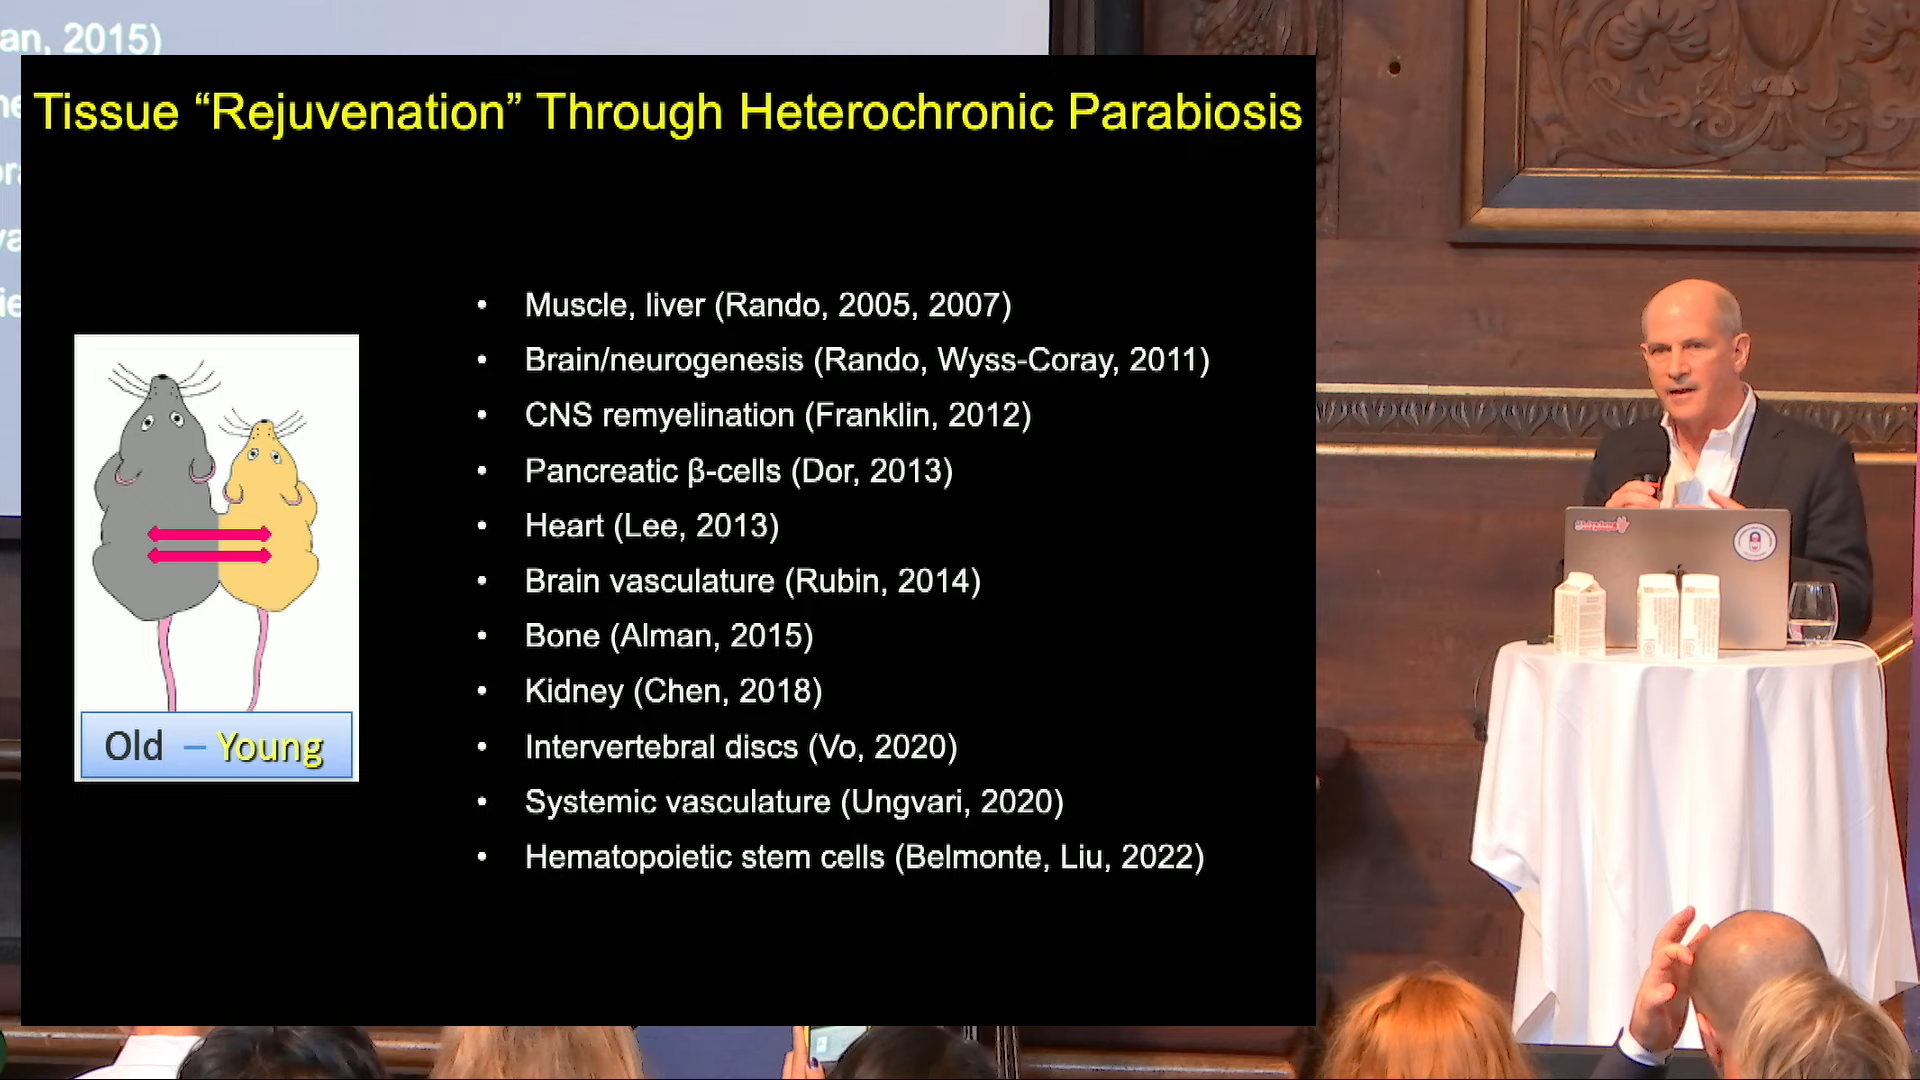 an, 2015)
Tissue “Rejuvenation” Through Heterochronic Parabiosis
• Muscle, liver (Rando, 2005, 2007)
• Brain/neurogenesis (Rando, Wyss-Coray, 2011)
• CNS remyelination (Franklin, 2012)
• Pancreatic β-cells (Dor, 2013)
• Heart (Lee, 2013)
• Brain vasculature (Rubin, 2014)
• Bone (Alman, 2015)
• Kidney (Chen, 2018)
• Intervertebral discs (Vo, 2020)
• Systemic vasculature (Ungvari, 2020)
• Hematopoietic stem cells (Belmonte, Liu, 2022)
Old – Young